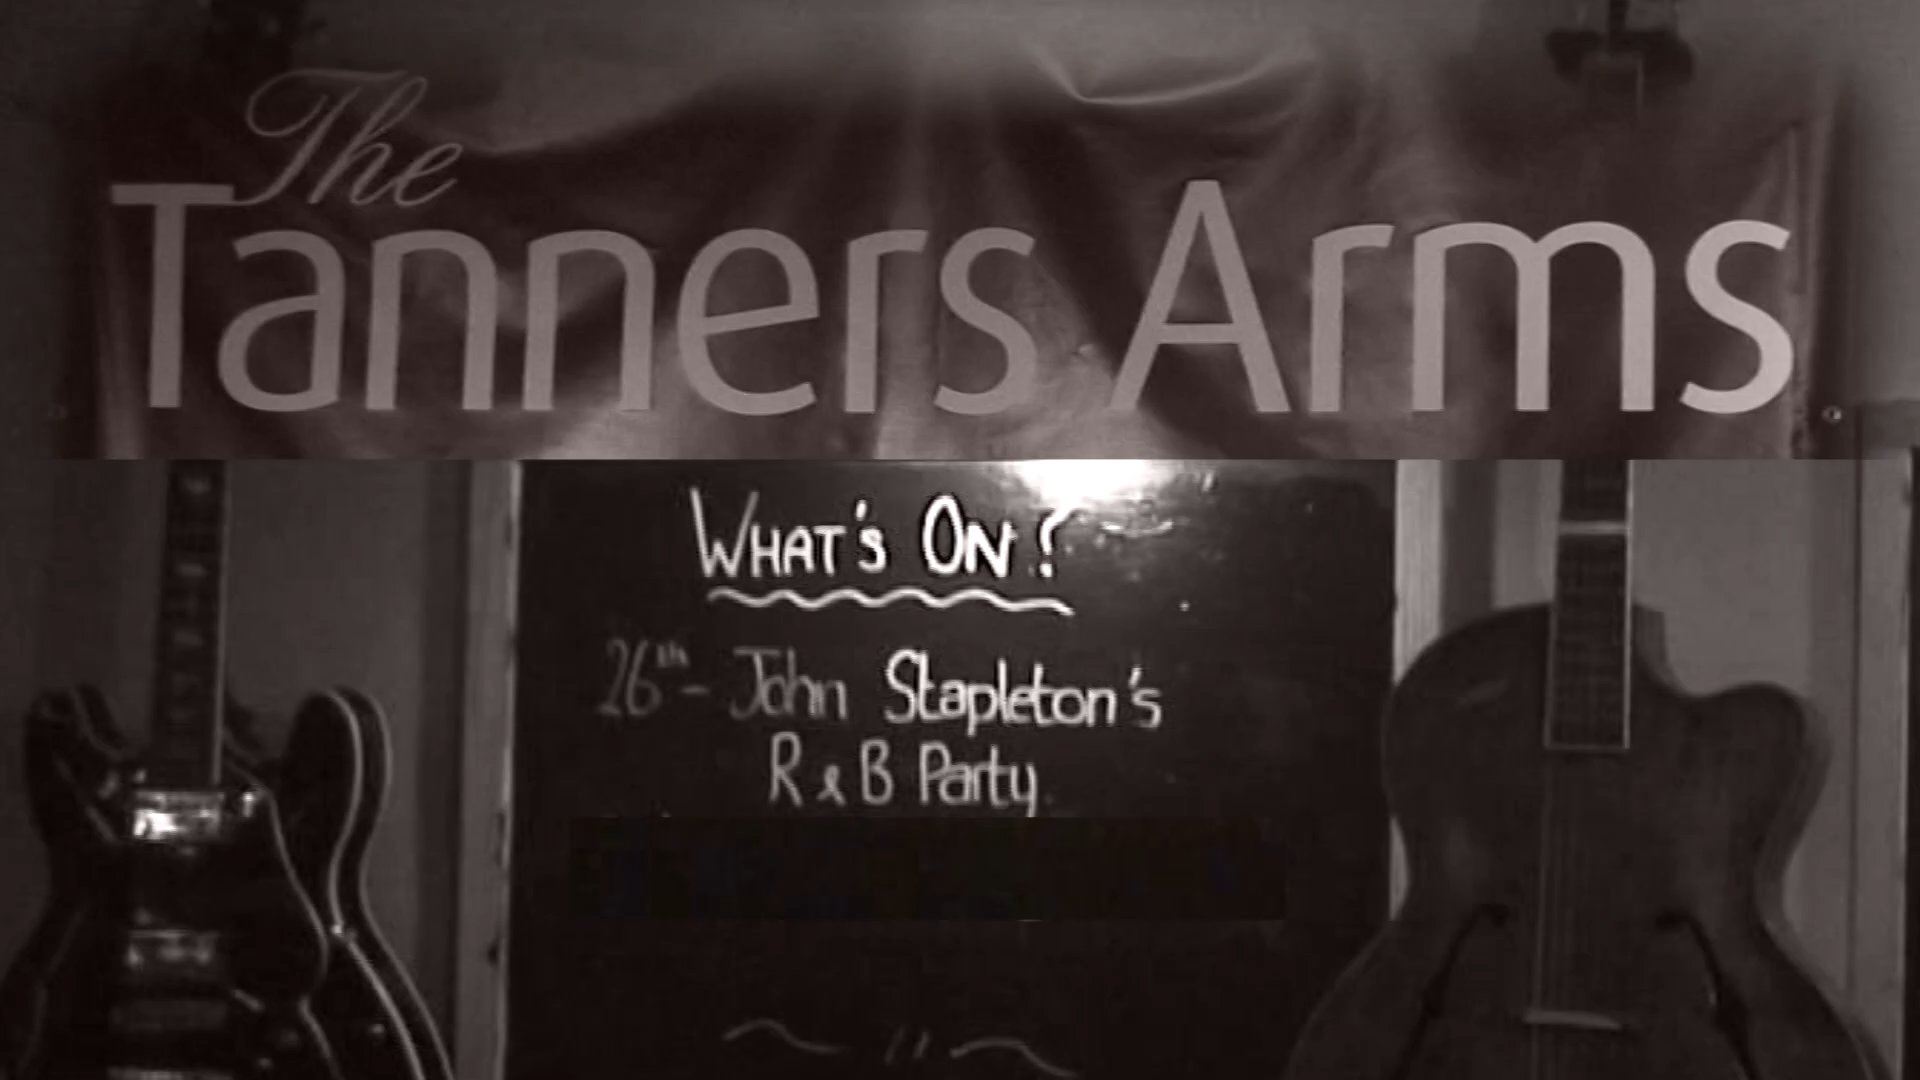 The
Tanners Arms
WHAT'S ON?
26th - John Stapleton's
R & B Party